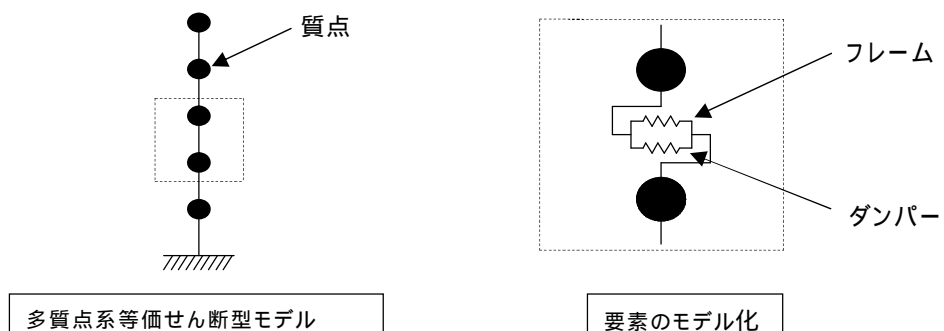 質点
フレーム
ダンパー
多質点系等価せん断型モデル
要素のモデル化